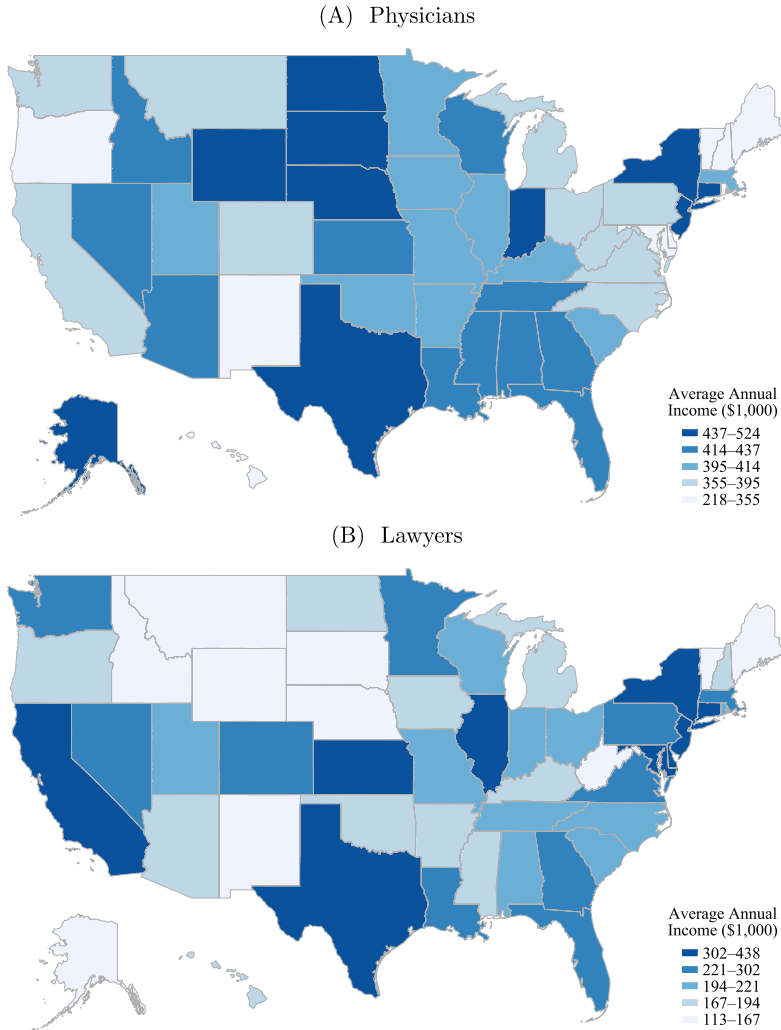 (A) Physicians
Average Annual
Income ($1,000)
437–524
414–437
395–414
355–395
218–355
(B) Lawyers
Average Annual
Income ($1,000)
302–438
221–302
194–221
167–194
113–167